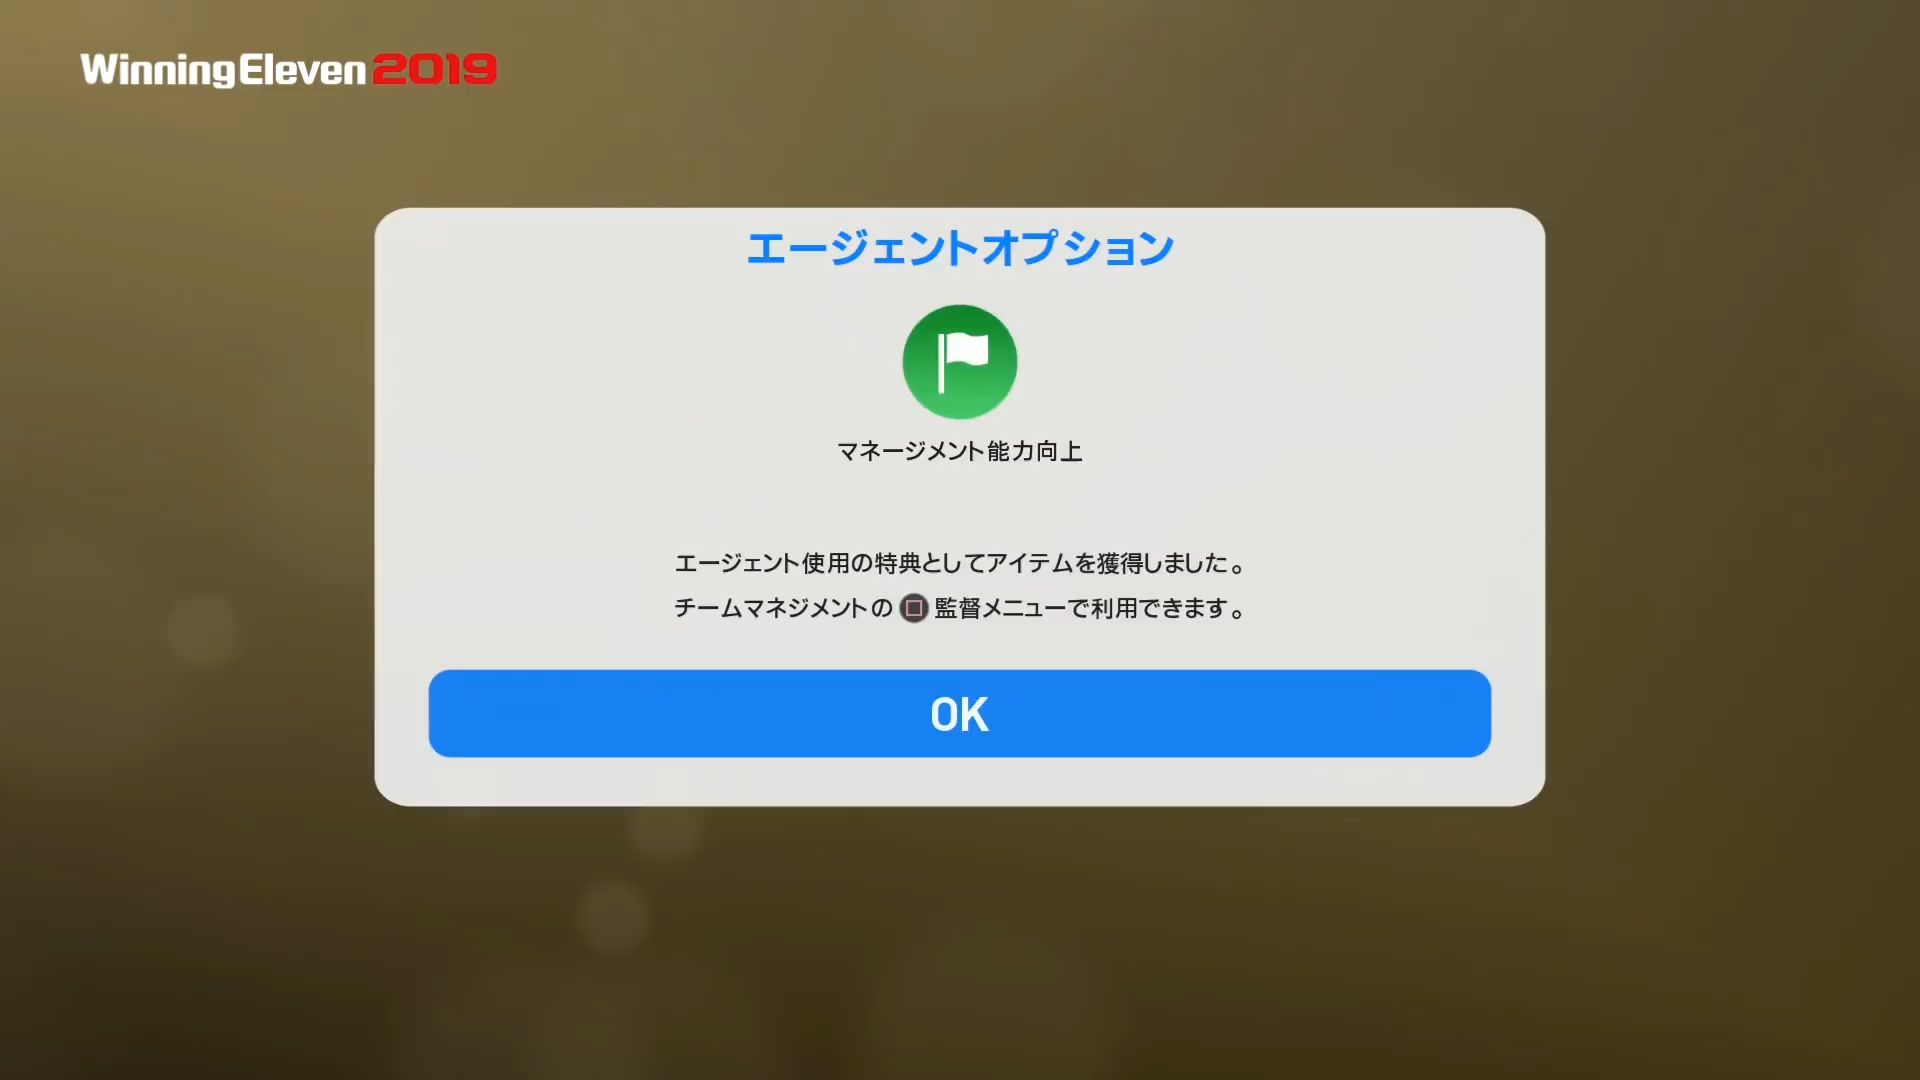 WinningEleven 2019
エージェントオプション
マネージメント能力向上
エージェント使用の特典としてアイテムを獲得しました。
チームマネジメントの 監督メニューで利用できます。
OK